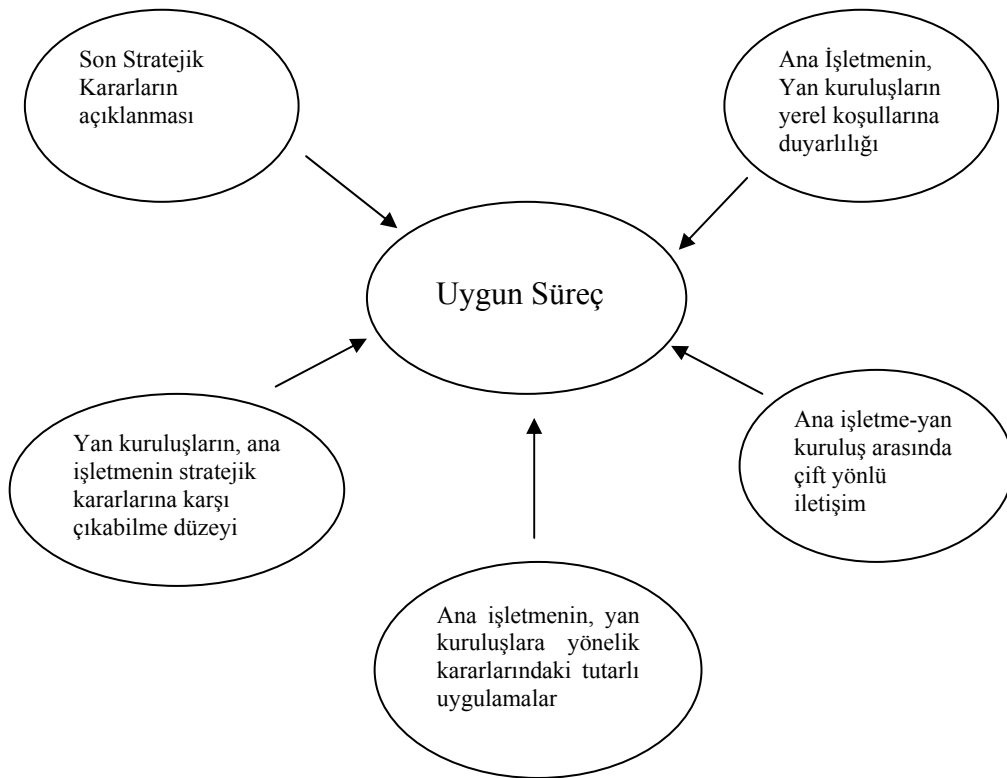 Son Stratejik
Kararların
açıklanması
Ana İşletmenin,
Yan kuruluşların
yerel koşullarına
duyarlılığı
Uygun Süreç
Yan kuruluşların, ana
işletmenin stratejik
kararlarına karşı
çıkabilme düzeyi
Ana işletme-yan
kuruluş arasında
çift yönlü
iletişim
Ana işletmenin, yan
kuruluşlara yönelik
kararlarındaki tutarlı
uygulamalar